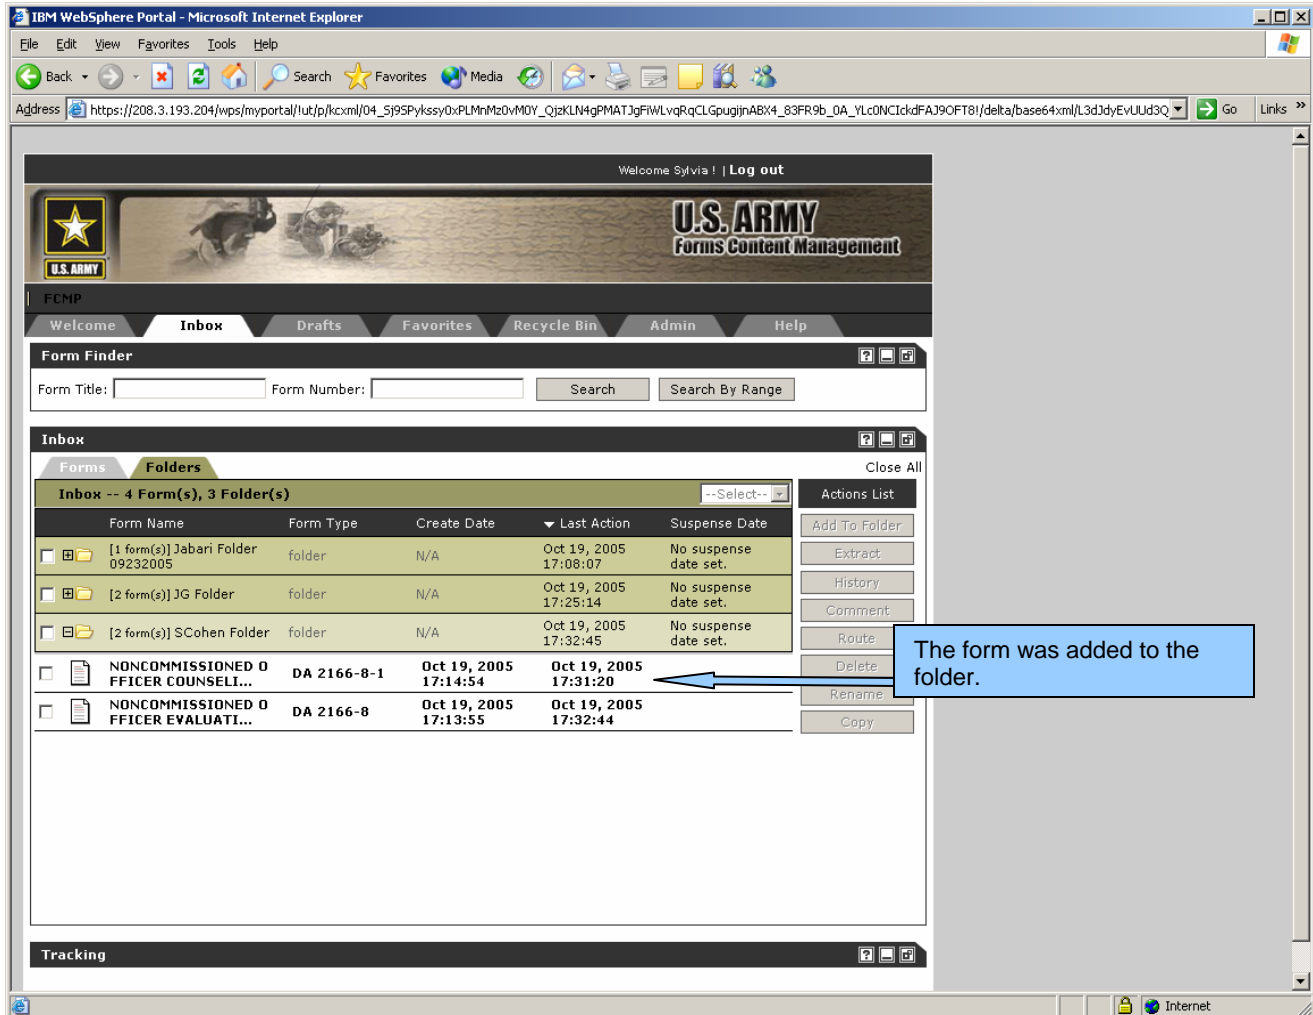 IBM WebSphere Portal - Microsoft Internet Explorer
File Edit View Favorites Tools Help
Back Search Favorites Media
Address https://208.3.193.204/wps/myportal/!ut/p/kcxml/04_Sj9SPykssy0xPLMnMz0vM0Y_QjzKLN4gPMATJgFiWLvqRqCLGpugijnABX4_83FR9b_0A_YLc0NCIckdFAJ9OFT8!/delta/base64xml/L3dJdyEvUUd3Q Go Links »
Welcome Sylvia ! | Log out
U.S. ARMY
U.S. ARMY
Forms Content Management
FCMP
Welcome Inbox Drafts Favorites Recycle Bin Admin Help
Form Finder
Form Title: Form Number: Search Search By Range
Inbox
Forms Folders Close All
Inbox -- 4 Form(s), 3 Folder(s) --Select-- Actions List
Form Name Form Type Create Date Last Action Suspense Date
[1 form(s)] Jabari Folder 09232005 folder N/A Oct 19, 2005 17:08:07 No suspense date set.
[2 form(s)] JG Folder folder N/A Oct 19, 2005 17:25:14 No suspense date set.
[2 form(s)] SCohen Folder folder N/A Oct 19, 2005 17:32:45 No suspense date set.
NONCOMMISSIONED O FFICER COUNSELI... DA 2166-8-1 Oct 19, 2005 17:14:54 Oct 19, 2005 17:31:20
NONCOMMISSIONED O FFICER EVALUATI... DA 2166-8 Oct 19, 2005 17:13:55 Oct 19, 2005 17:32:44
Add To Folder
Extract
History
Comment
Route
Delete
Rename
Copy
The form was added to the
folder.
Tracking
Internet